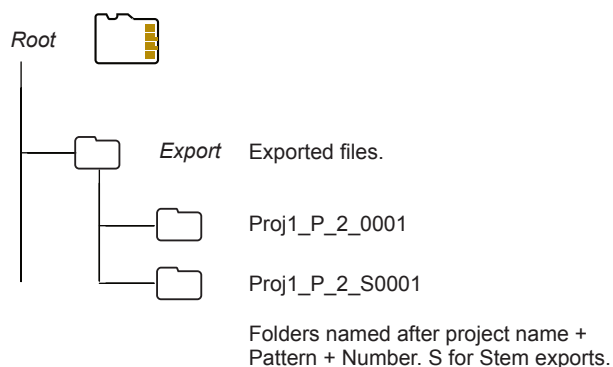 Root
Export Exported files.
Proj1_P_2_0001
Proj1_P_2_S0001
Folders named after project name +
Pattern + Number. S for Stem exports.